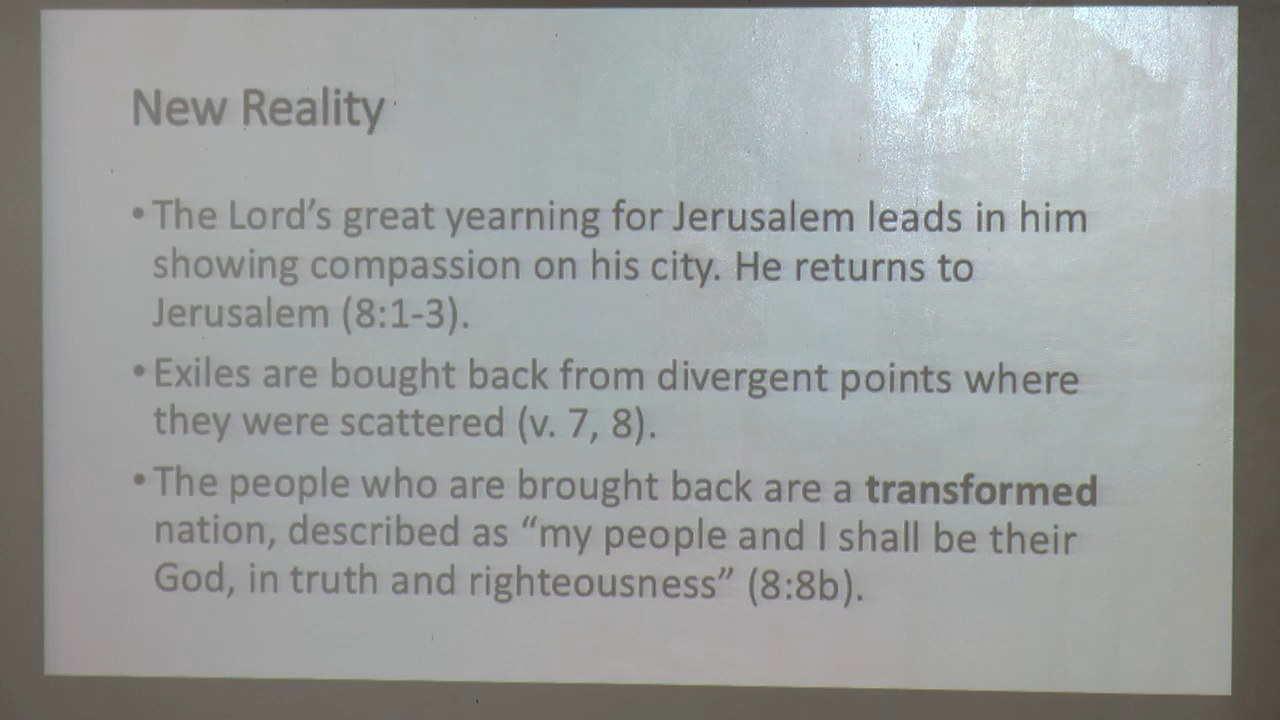 New Reality
• The Lord’s great yearning for Jerusalem leads in him
showing compassion on his city. He returns to
Jerusalem (8:1-3).
• Exiles are bought back from divergent points where
they were scattered (v. 7, 8).
• The people who are brought back are a transformed
nation, described as “my people and I shall be their
God, in truth and righteousness” (8:8b).